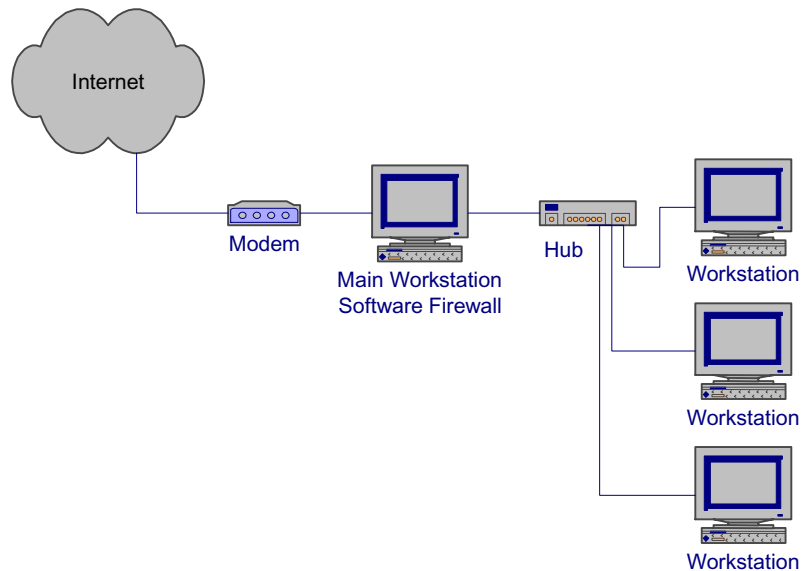 Internet
Modem
Main Workstation
Software Firewall
Hub
Workstation
Workstation
Workstation